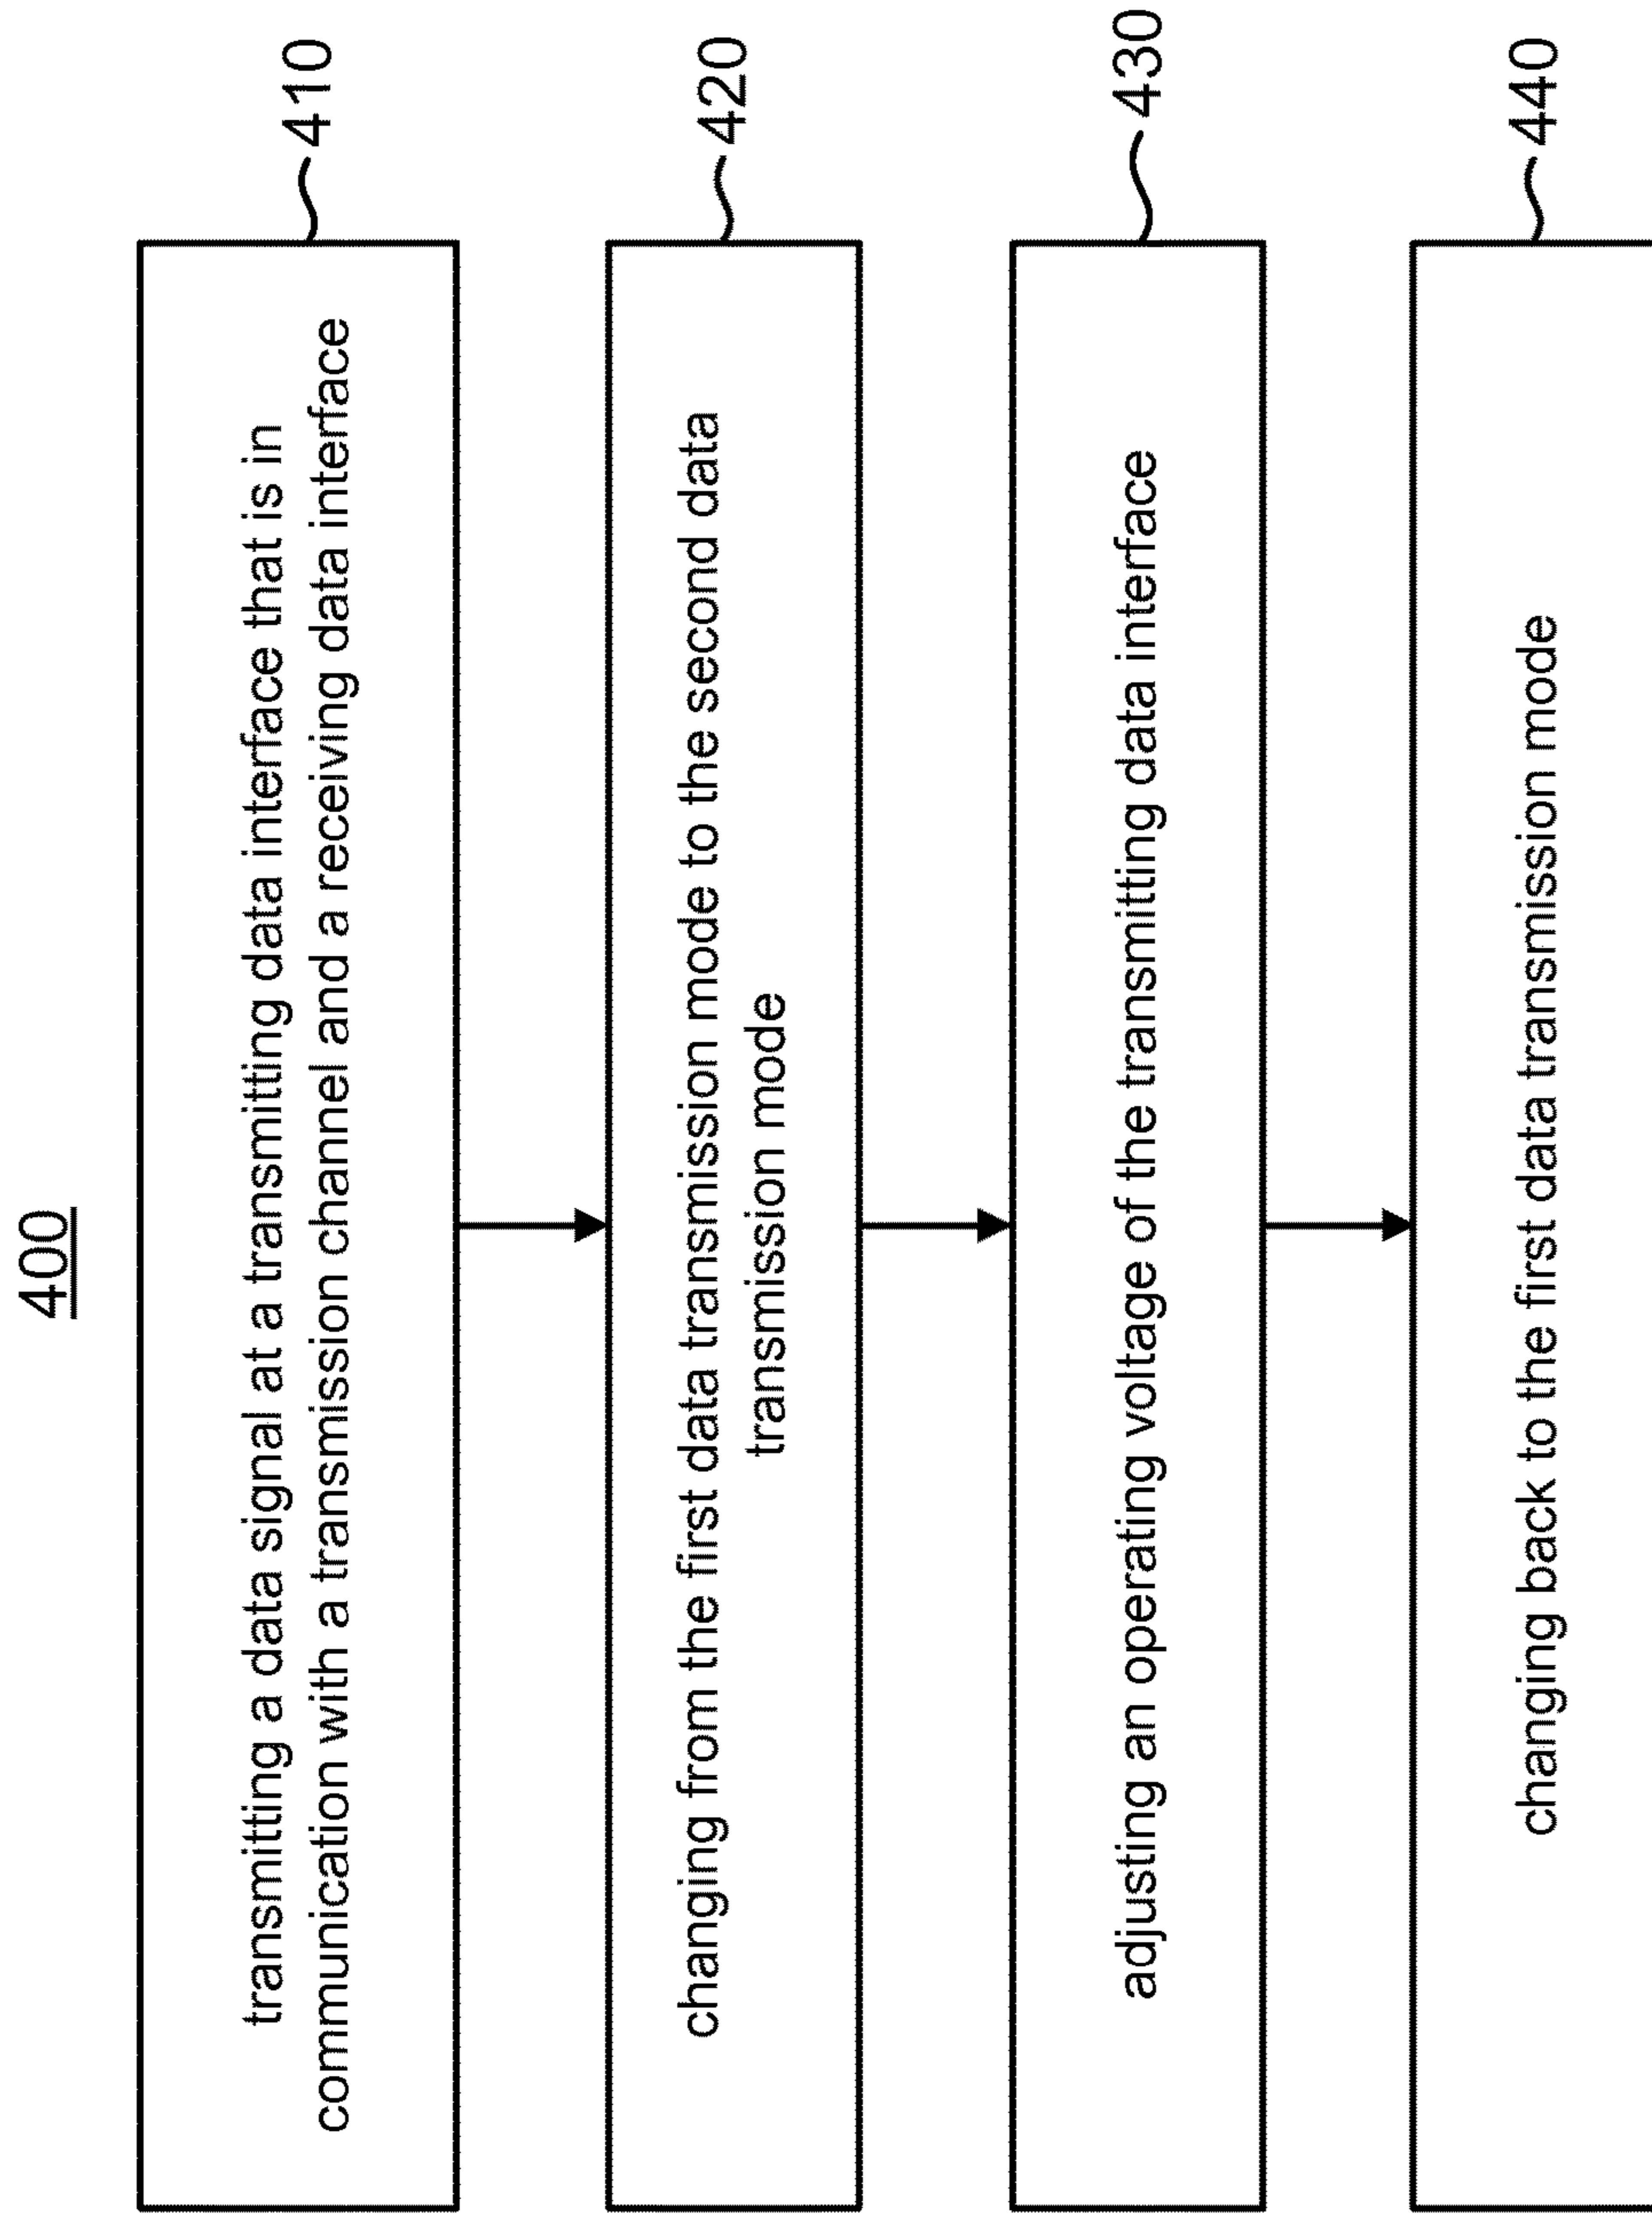 400
transmitting a data signal at a transmitting data interface that is in
communication with a transmission channel and a receiving data interface
410
changing from the first data transmission mode to the second data
transmission mode
420
adjusting an operating voltage of the transmitting data interface
430
changing back to the first data transmission mode
440